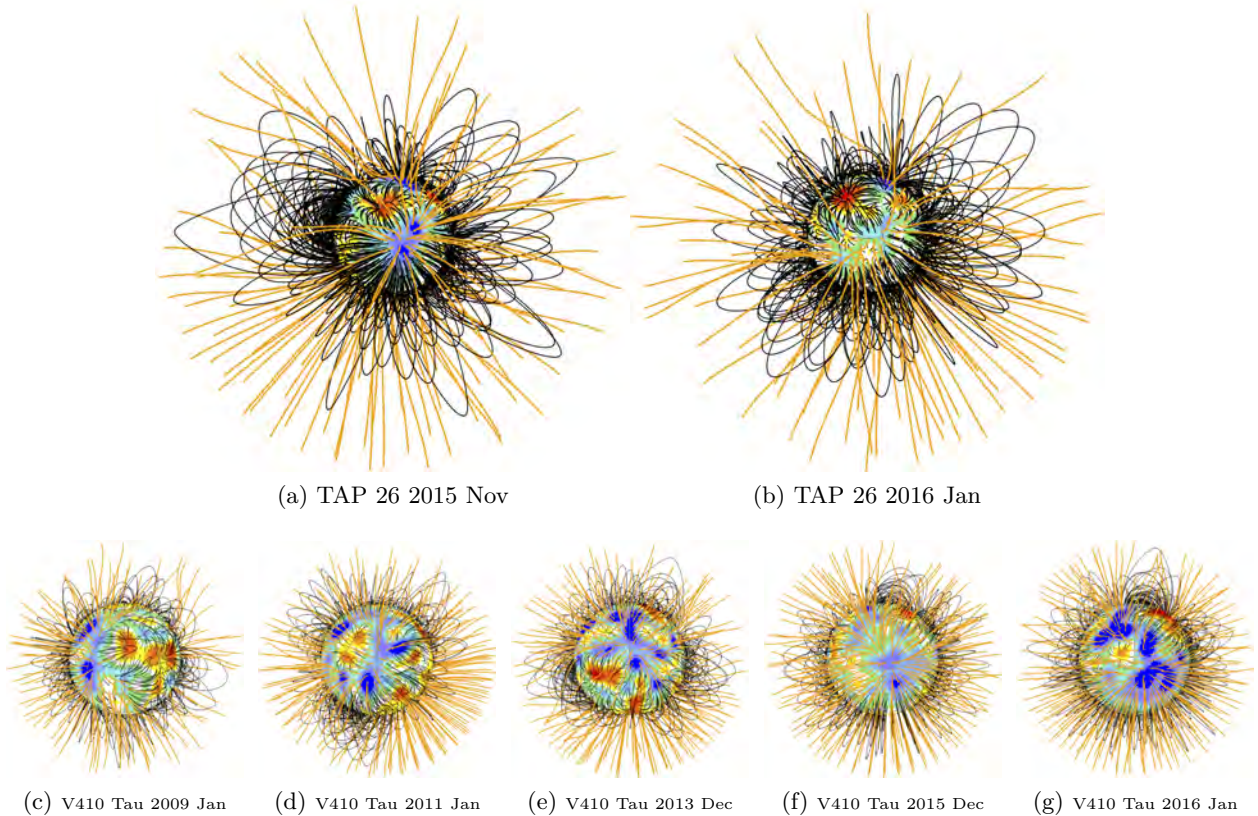 (a) TAP 26 2015 Nov
(b) TAP 26 2016 Jan
(c) V410 Tau 2009 Jan
(d) V410 Tau 2011 Jan
(e) V410 Tau 2013 Dec
(f) V410 Tau 2015 Dec
(g) V410 Tau 2016 Jan